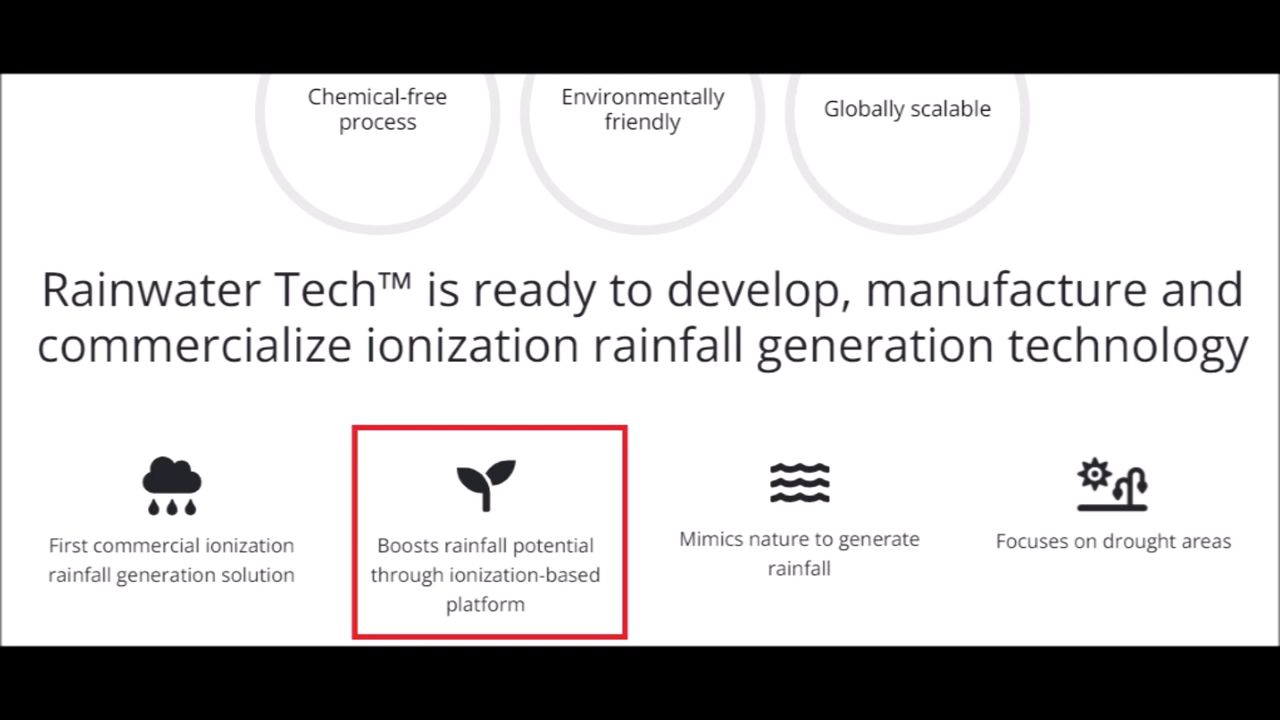 Chemical-free
process
Environmentally
friendly
Globally scalable
Rainwater Tech™ is ready to develop, manufacture and
commercialize ionization rainfall generation technology
First commercial ionization
rainfall generation solution
Boosts rainfall potential
through ionization-based
platform
Mimics nature to generate
rainfall
Focuses on drought areas